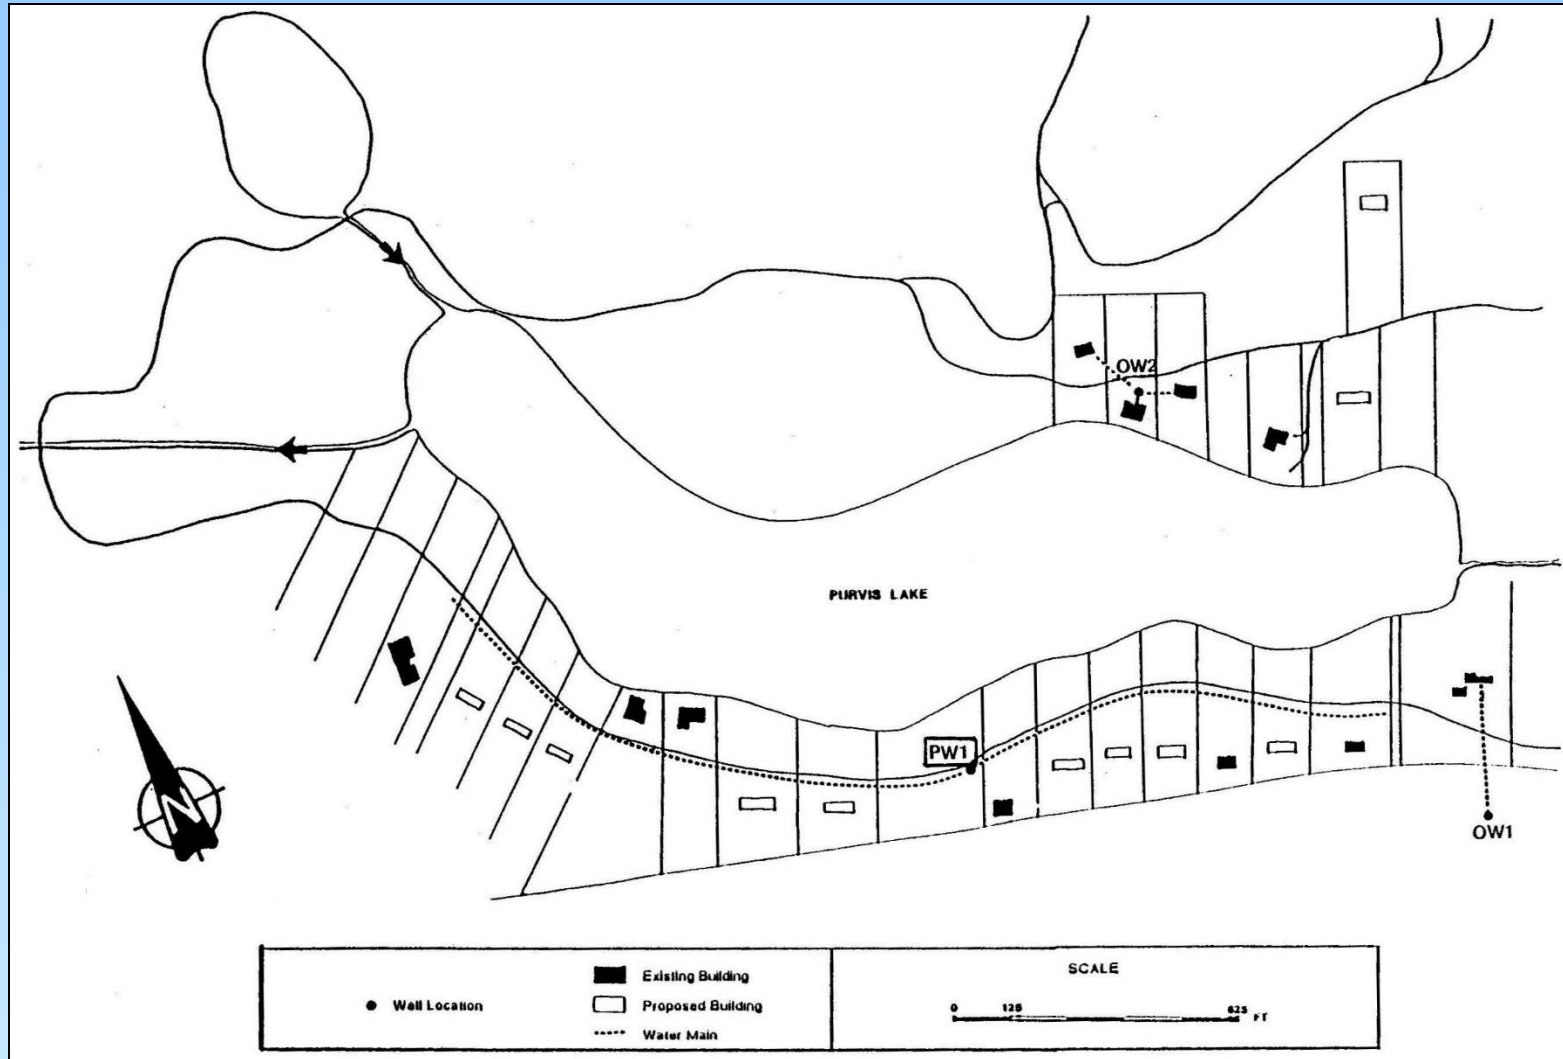 OW2
PURVIS LAKE
PW1
OW1
N
Well Location
Existing Building
Proposed Building
Water Main
SCALE
0 125 625 FT